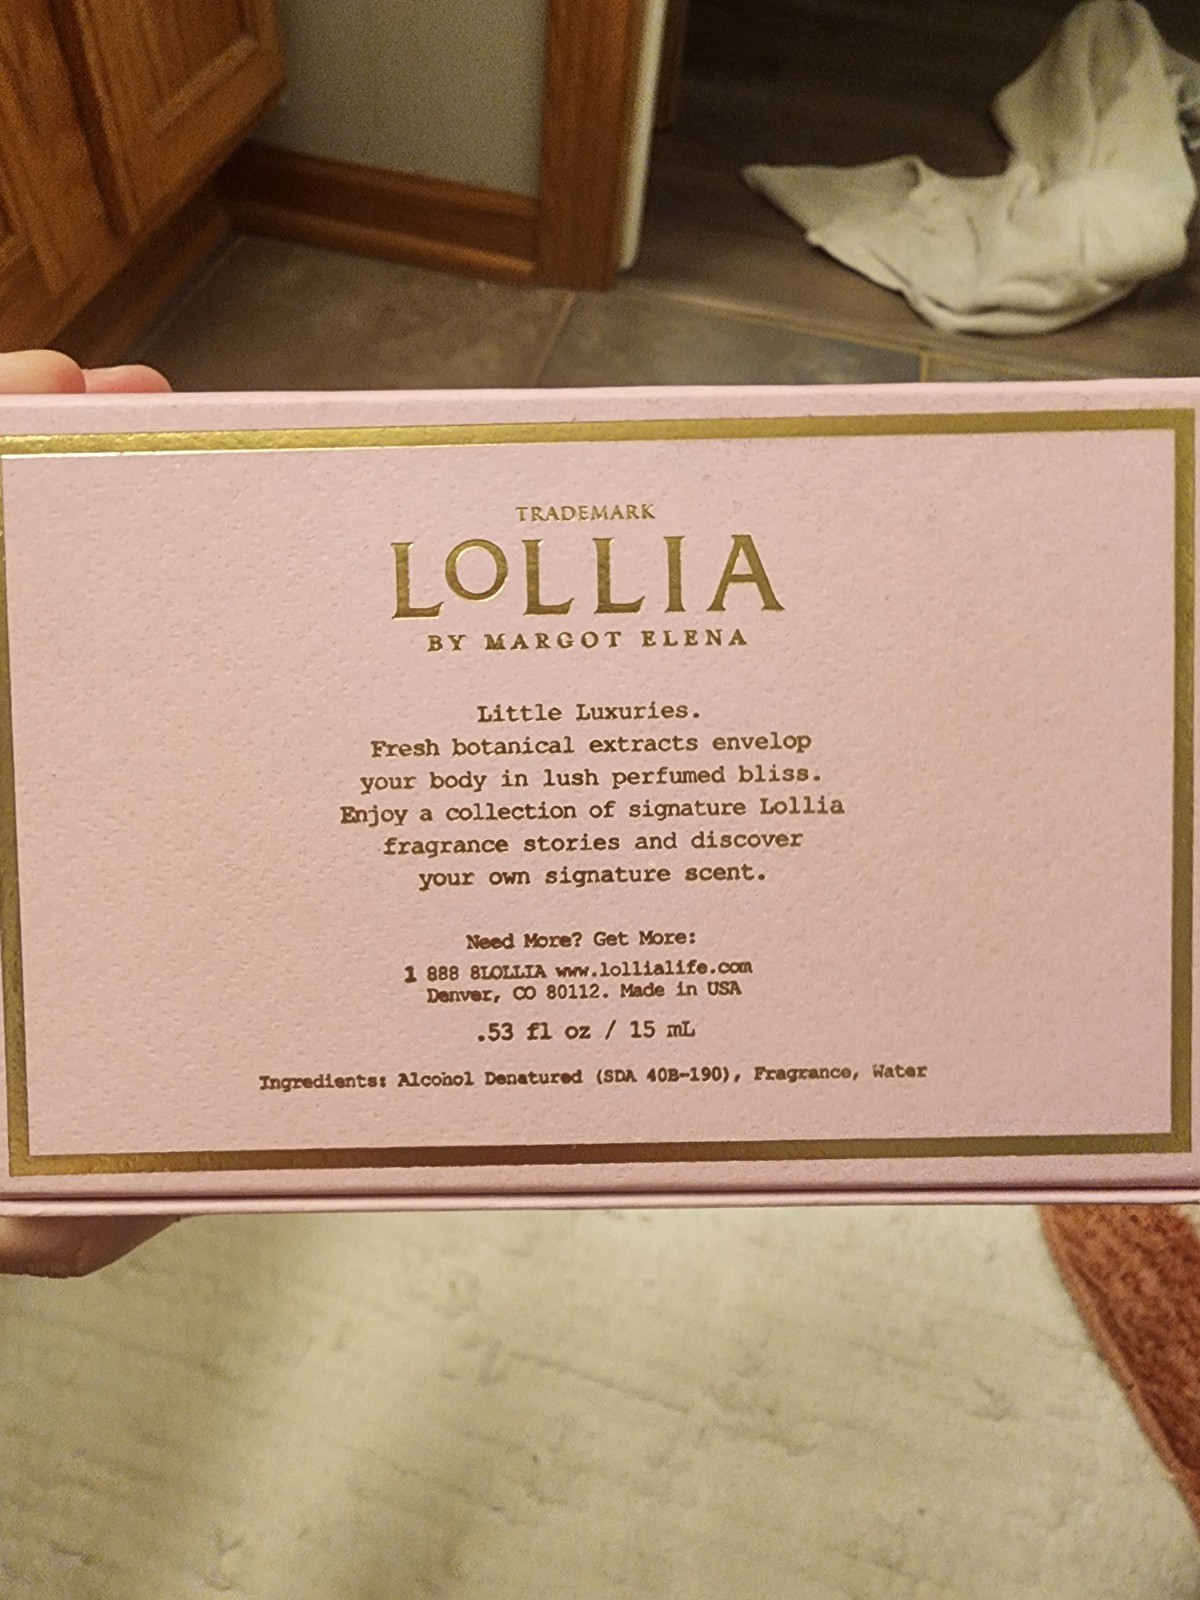 TRADEMARK
LOLLIA
BY MARGOT ELENA
Little Luxuries.
Fresh botanical extracts envelop
your body in lush perfumed bliss.
Enjoy a collection of signature Lollia
fragrance stories and discover
your own signature scent.
Need More? Get More:
1 888 8LOLLIA www.lollialife.com
Denver, CO 80112. Made in USA
.53 fl oz / 15 mL
Ingredients: Alcohol Denatured (SDA 40B-190), Fragrance, Water